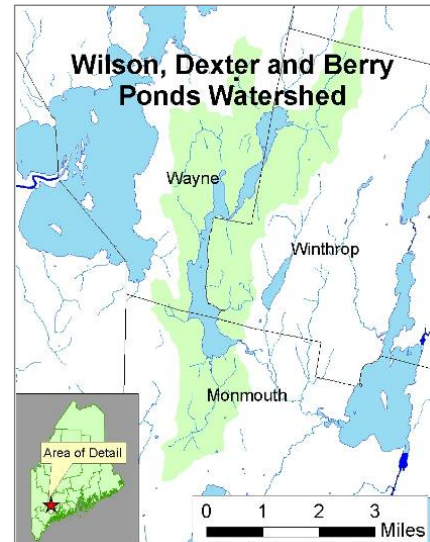 Wilson, Dexter and Berry
Ponds Watershed
Wayne
Winthrop
Monmouth
Area of Detail
0 1 2 3
Miles